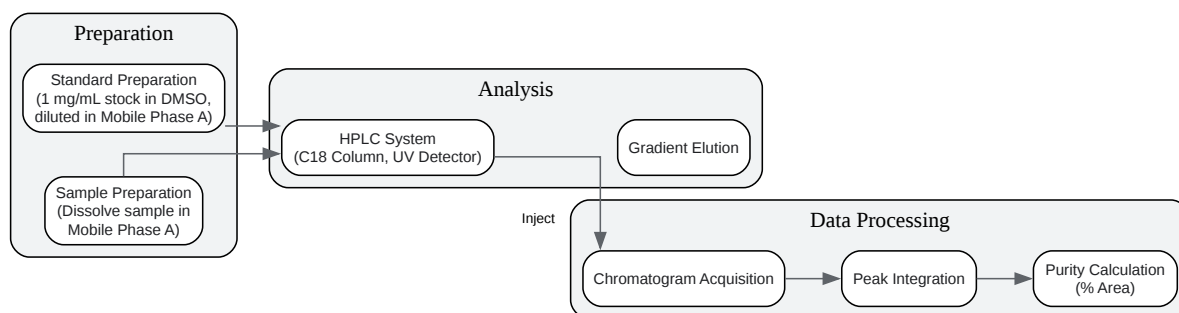 Preparation
Standard Preparation
(1 mg/mL stock in DMSO,
diluted in Mobile Phase A)
Sample Preparation
(Dissolve sample in
Mobile Phase A)
Analysis
HPLC System
(C18 Column, UV Detector)
Gradient Elution
Inject
Data Processing
Chromatogram Acquisition
Peak Integration
Purity Calculation
(% Area)